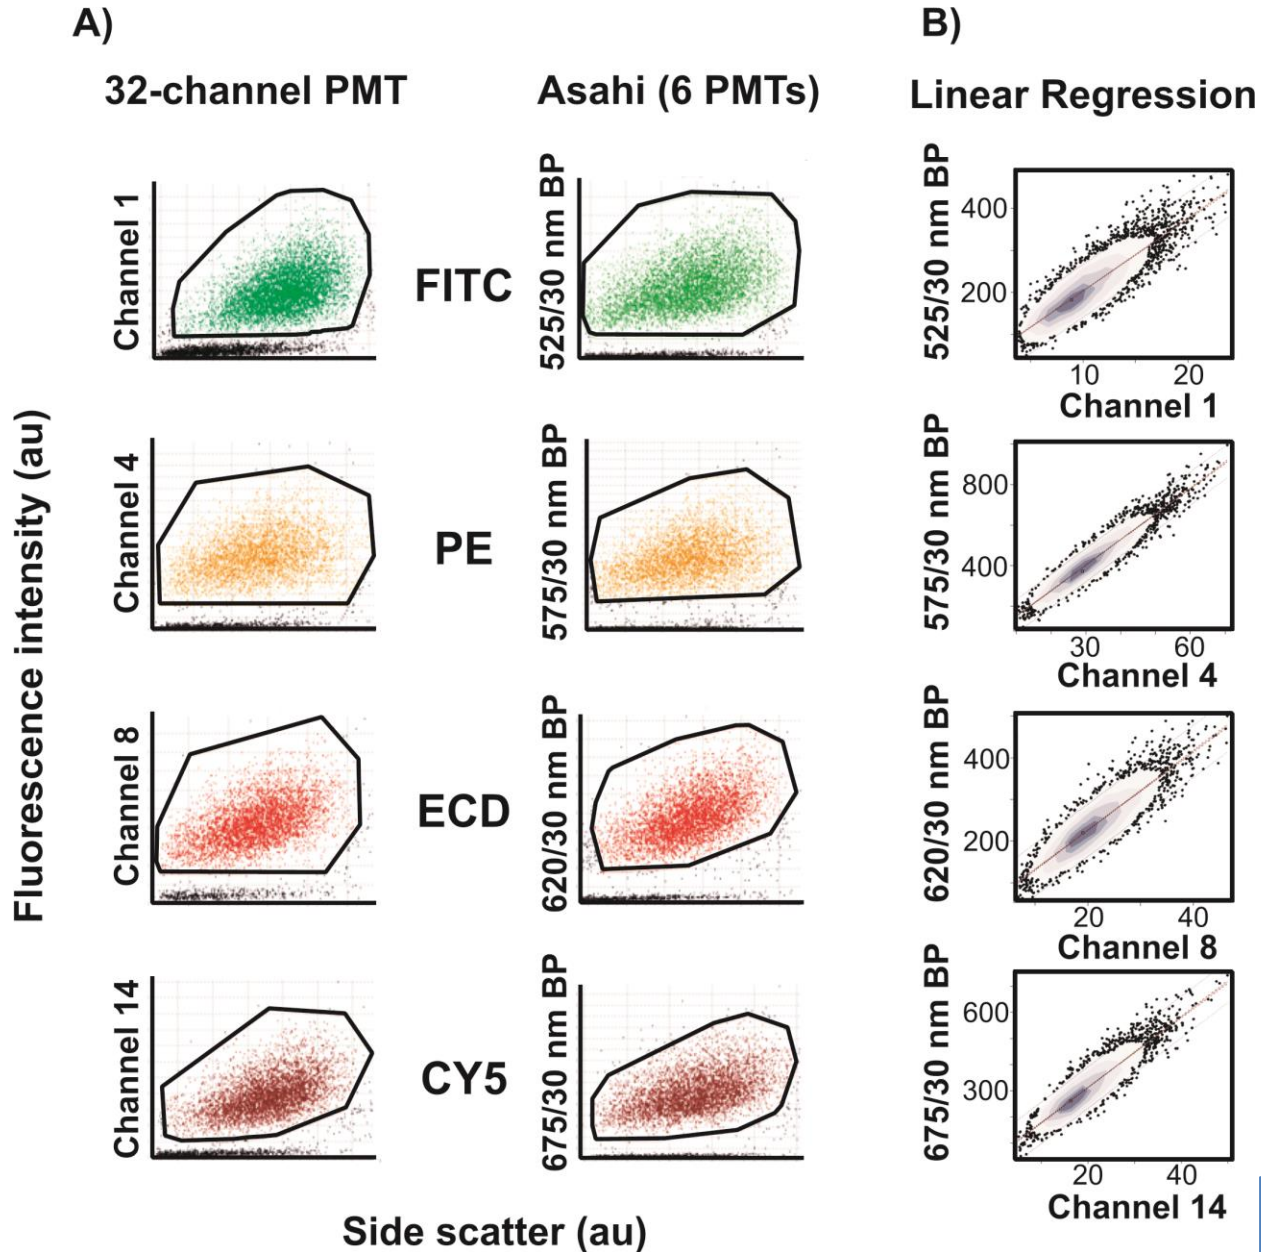 A)
B)
32-channel PMT
Asahi (6 PMTs)
Linear Regression
Fluorescence intensity (au)
Channel 1
FITC
525/30 nm BP
525/30 nm BP
400
200
10
20
Channel 1
Channel 4
PE
575/30 nm BP
575/30 nm BP
800
400
30
60
Channel 4
Channel 8
ECD
620/30 nm BP
620/30 nm BP
400
200
20
40
Channel 8
Channel 14
CY5
675/30 nm BP
675/30 nm BP
600
300
20
40
Channel 14
Side scatter (au)